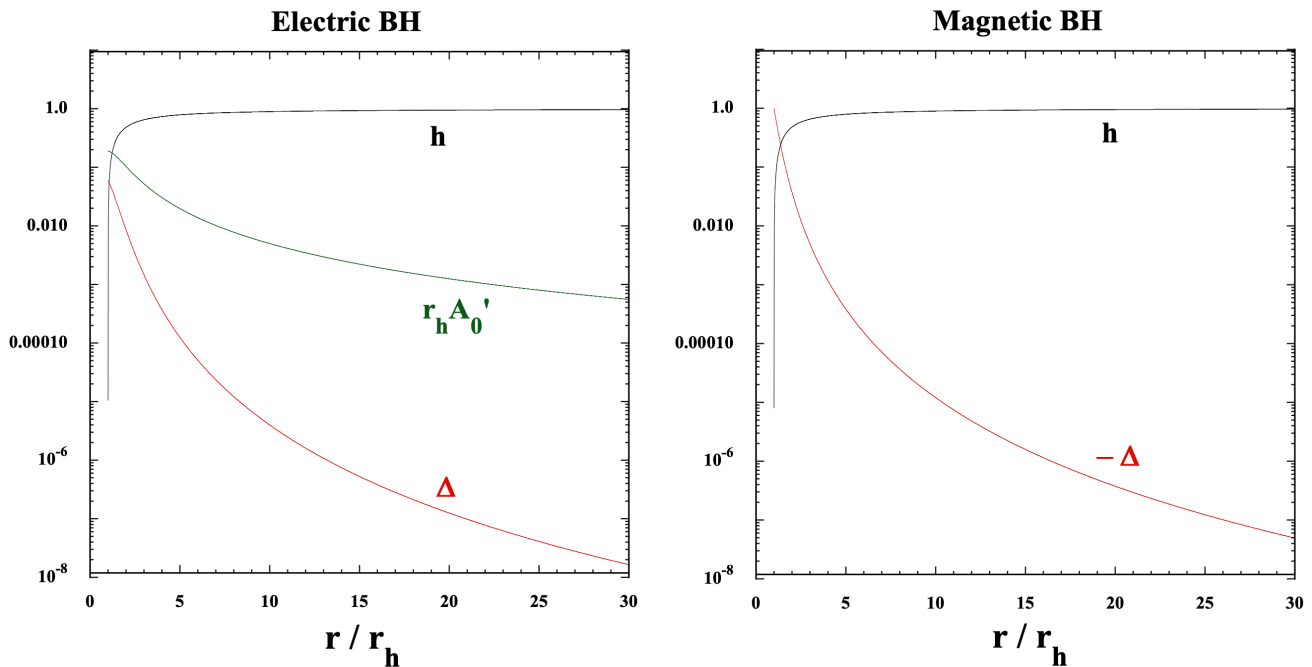 Electric BH
1.0
0.010
0.00010
10⁻⁶
10⁻⁸
h
r_h A_0'
Δ
0 5 10 15 20 25 30
r / r_h
Magnetic BH
1.0
0.010
0.00010
10⁻⁶
10⁻⁸
h
− Δ
0 5 10 15 20 25 30
r / r_h